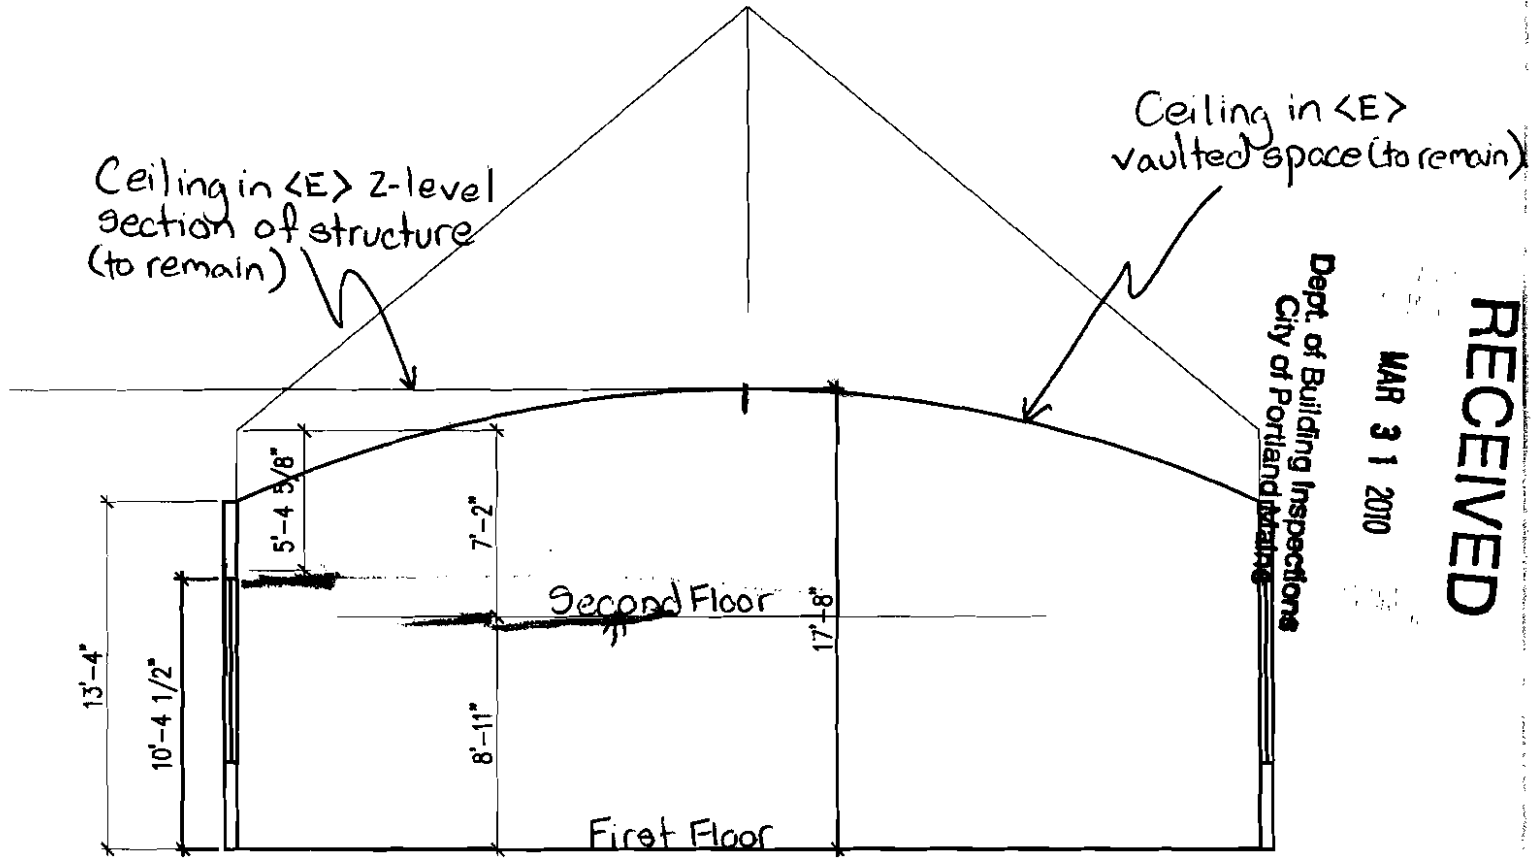 Ceiling in <E>
vaulted space (to remain)
Ceiling in <E> 2-level
section of structure
(to remain)
RECEIVED
MAR 31 2010
Dept. of Building Inspections
City of Portland Maine
5'-4 5/8"
7'-2"
Second Floor
17'-8"
13'-4"
10'-4 1/2"
8'-11"
First Floor